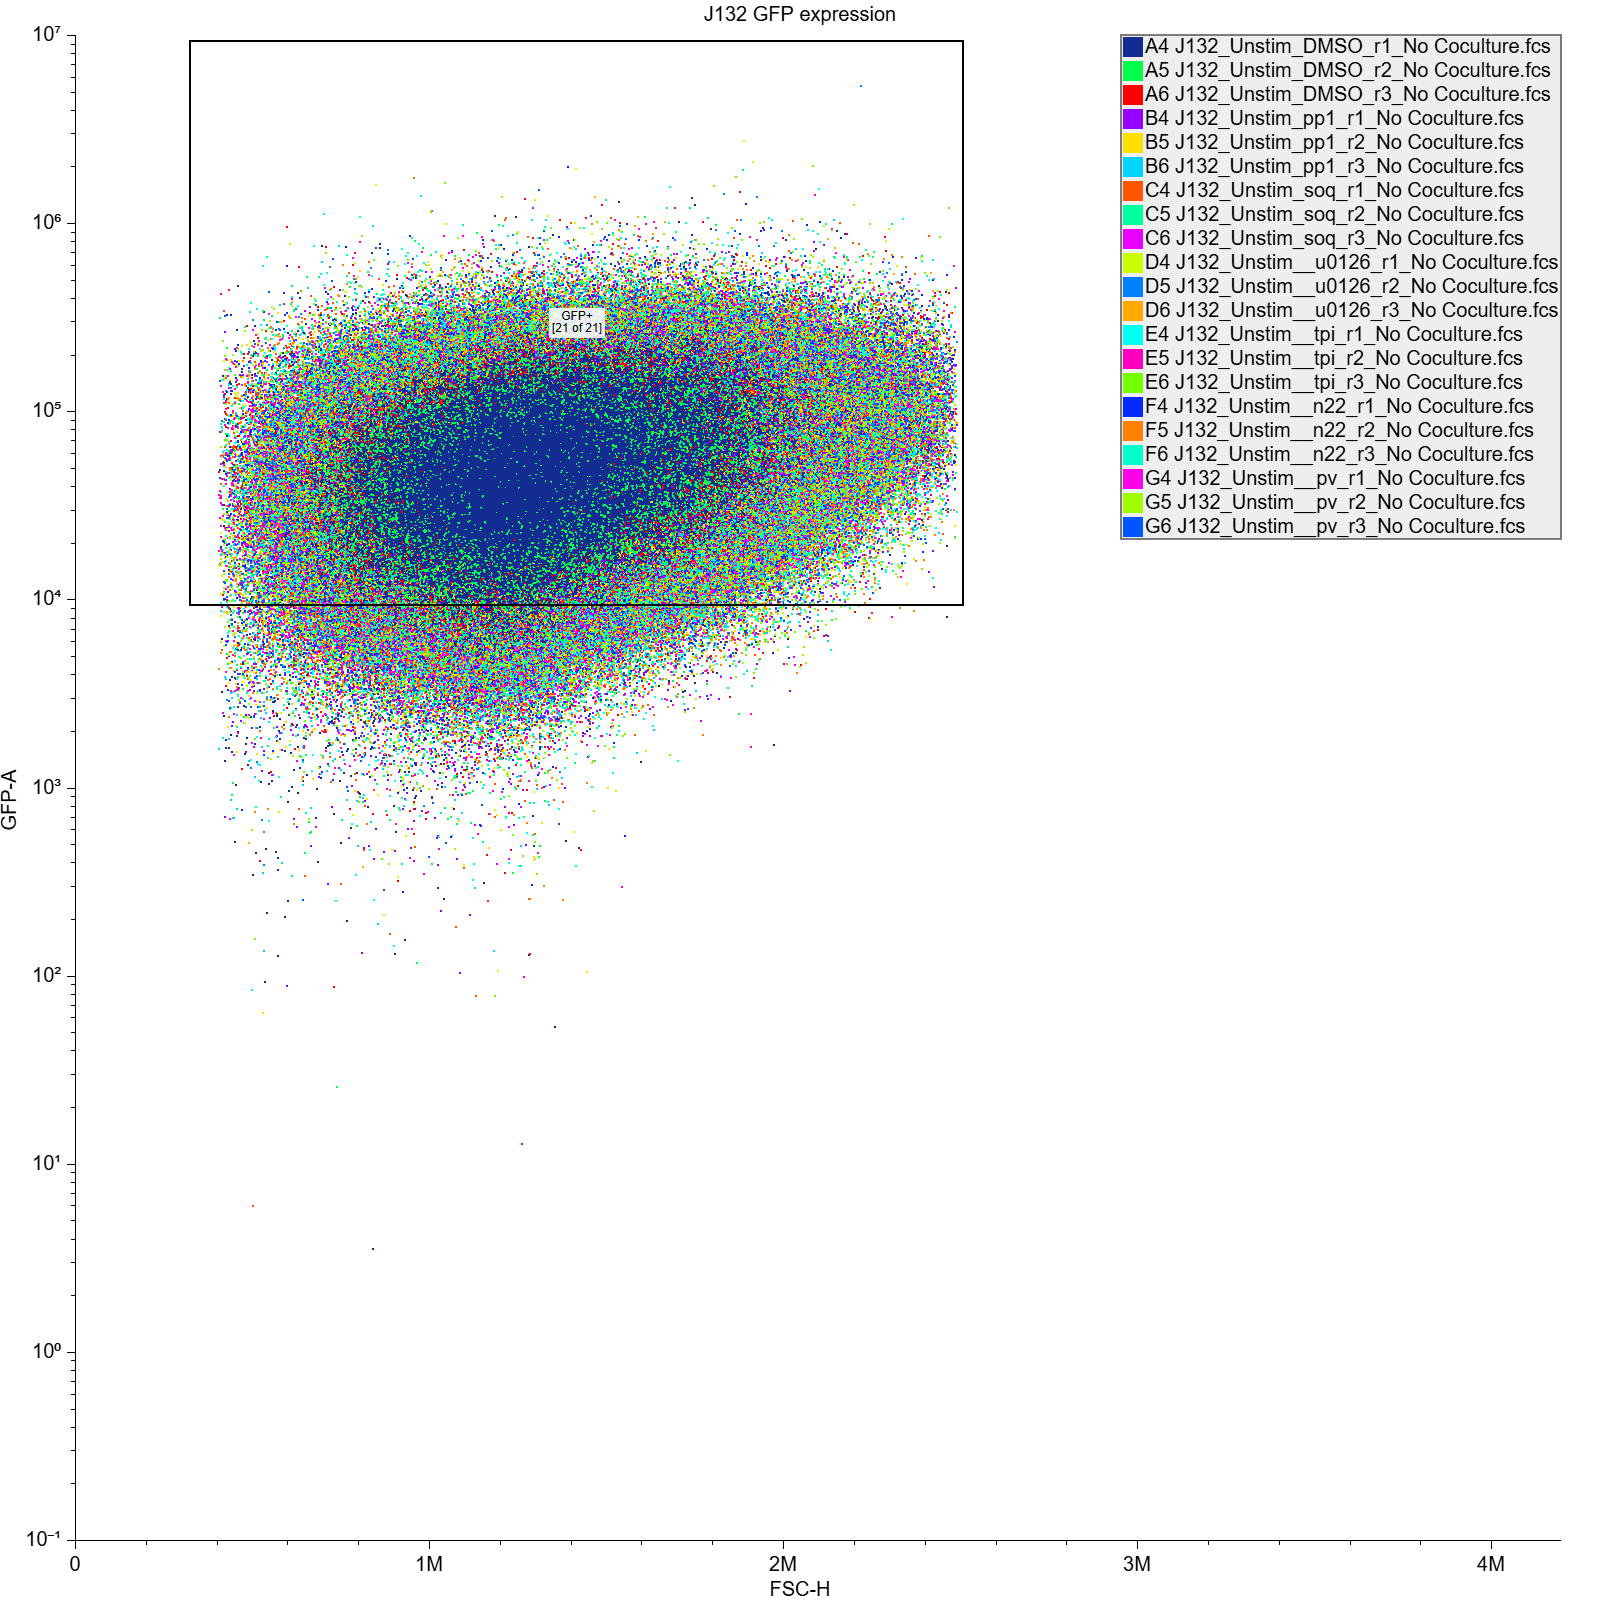 J132 GFP expression
A4 J132_Unstim_DMSO_r1_No Coculture.fcs
A5 J132_Unstim_DMSO_r2_No Coculture.fcs
A6 J132_Unstim_DMSO_r3_No Coculture.fcs
B4 J132_Unstim_pp1_r1_No Coculture.fcs
B5 J132_Unstim_pp1_r2_No Coculture.fcs
B6 J132_Unstim_pp1_r3_No Coculture.fcs
C4 J132_Unstim_soq_r1_No Coculture.fcs
C5 J132_Unstim_soq_r2_No Coculture.fcs
C6 J132_Unstim_soq_r3_No Coculture.fcs
D4 J132_Unstim__u0126_r1_No Coculture.fcs
D5 J132_Unstim__u0126_r2_No Coculture.fcs
D6 J132_Unstim__u0126_r3_No Coculture.fcs
E4 J132_Unstim__tpi_r1_No Coculture.fcs
E5 J132_Unstim__tpi_r2_No Coculture.fcs
E6 J132_Unstim__tpi_r3_No Coculture.fcs
F4 J132_Unstim__n22_r1_No Coculture.fcs
F5 J132_Unstim__n22_r2_No Coculture.fcs
F6 J132_Unstim__n22_r3_No Coculture.fcs
G4 J132_Unstim__pv_r1_No Coculture.fcs
G5 J132_Unstim__pv_r2_No Coculture.fcs
G6 J132_Unstim__pv_r3_No Coculture.fcs
GFP+
[21 of 21]
10⁷
10⁶
10⁵
10⁴
10³
10²
10¹
10⁰
10⁻¹
GFP-A
0 1M 2M 3M 4M
FSC-H